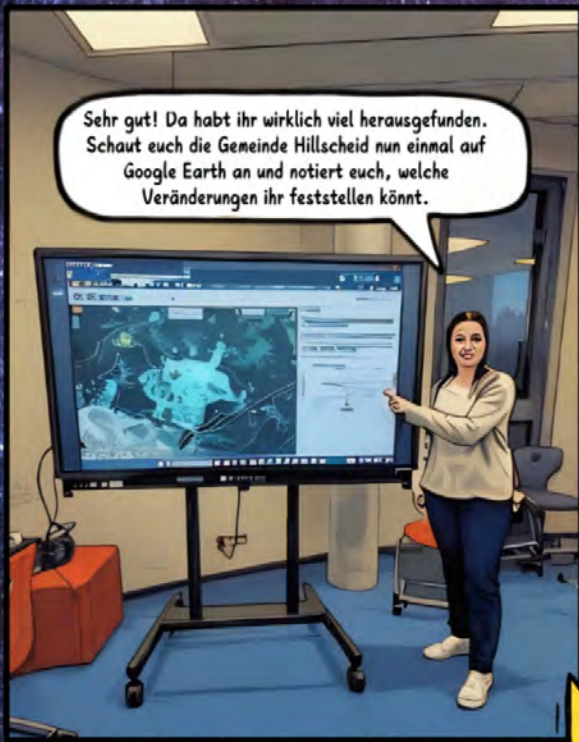 Sehr gut! Da habt ihr wirklich viel herausgefunden.
Schaut euch die Gemeinde Hillscheid nun einmal auf
Google Earth an und notiert euch, welche
Veränderungen ihr feststellen könnt.